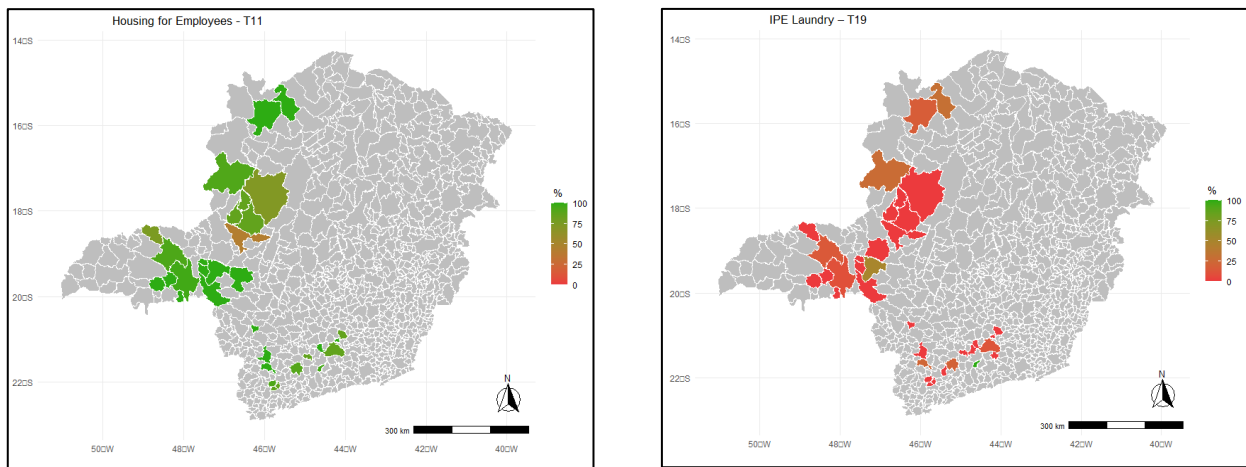 Housing for Employees - T11
14□S
16□S
18□S
20□S
22□S
%
100
75
50
25
0
N
300 km
50□W
48□W
46□W
44□W
42□W
40□W
IPE Laundry – T19
14□S
16□S
18□S
20□S
22□S
%
100
75
50
25
0
N
300 km
50□W
48□W
46□W
44□W
42□W
40□W